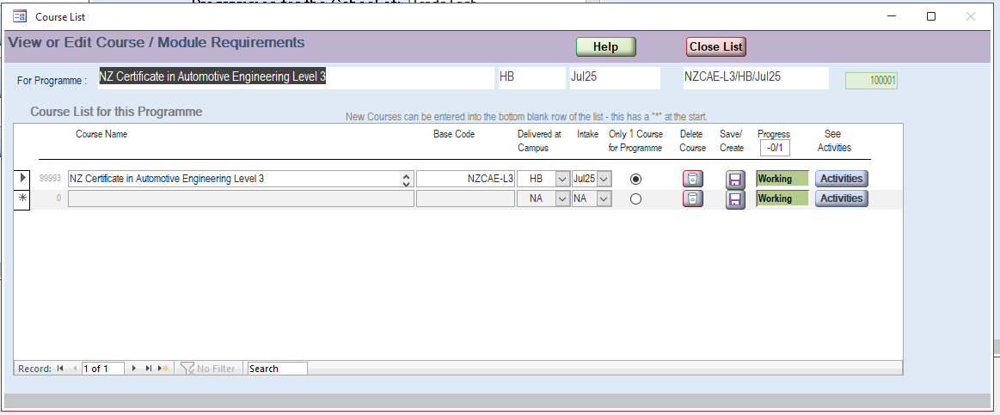 Course List
View or Edit Course / Module Requirements
Help
Close List
For Programme :
NZ Certificate in Automotive Engineering Level 3
HB
Jul25
NZCAE-L3/HB/Jul25
100001
Course List for this Programme
New Courses can be entered into the bottom blank row of the list - this has a "*" at the start.
Course Name
Base Code
Delivered at Campus
Intake
Only 1 Course for Programme
Delete Course
Save/ Create
Progress
-0/1
See Activities
99993 NZ Certificate in Automotive Engineering Level 3 NZCAE-L3 HB Jul25 Working Activities
* 0 NA NA Working Activities
Record: 1 of 1 No Filter Search